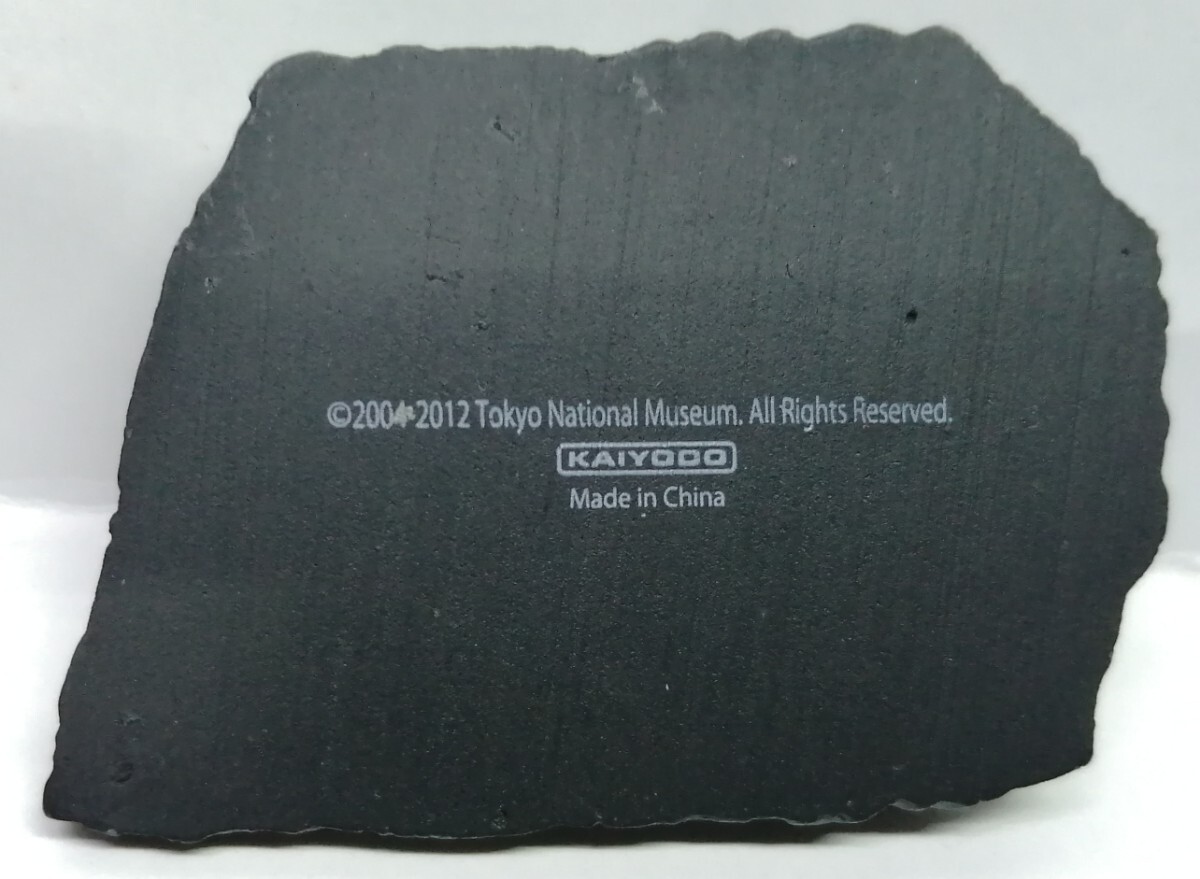 ©2004-2012 Tokyo National Museum. All Rights Reserved.
KAIYODO
Made in China